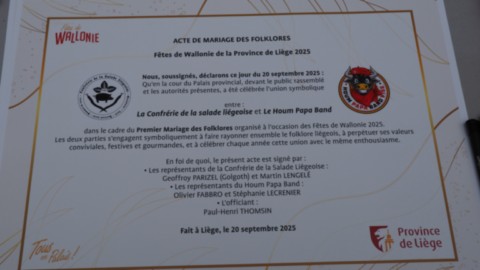 Fêtes de
WALLONIE
ACTE DE MARIAGE DES FOLKLORES
Fêtes de Wallonie de la Province de Liège 2025
Nous, soussignés, déclarons ce jour du 20 septembre 2025 :
Qu'en la cour du Palais provincial, devant le public rassemblé
et les autorités présentes, a été célébrée l'union symbolique
entre :
La Confrérie de la salade liégeoise et Le Houm Papa Band
dans le cadre du Premier Mariage des Folklores organisé à l'occasion des Fêtes de Wallonie 2025.
Les deux parties s'engagent symboliquement à faire rayonner ensemble le folklore liégeois, à perpétuer ses valeurs
conviviales, festives et gourmandes, et à célébrer chaque année cette union avec le même enthousiasme.
En foi de quoi, le présent acte est signé par :
• Les représentants de la Confrérie de la Salade Liégeoise :
Geoffroy PARIZEL (Golgoth) et Martin LENGELÉ
• Les représentants du Houm Papa Band :
Olivier FABBRO et Stéphanie LECRENIER
• L'officiant :
Paul-Henri THOMSIN
Fait à Liège, le 20 septembre 2025
Tous au Palais !
Province
de Liège